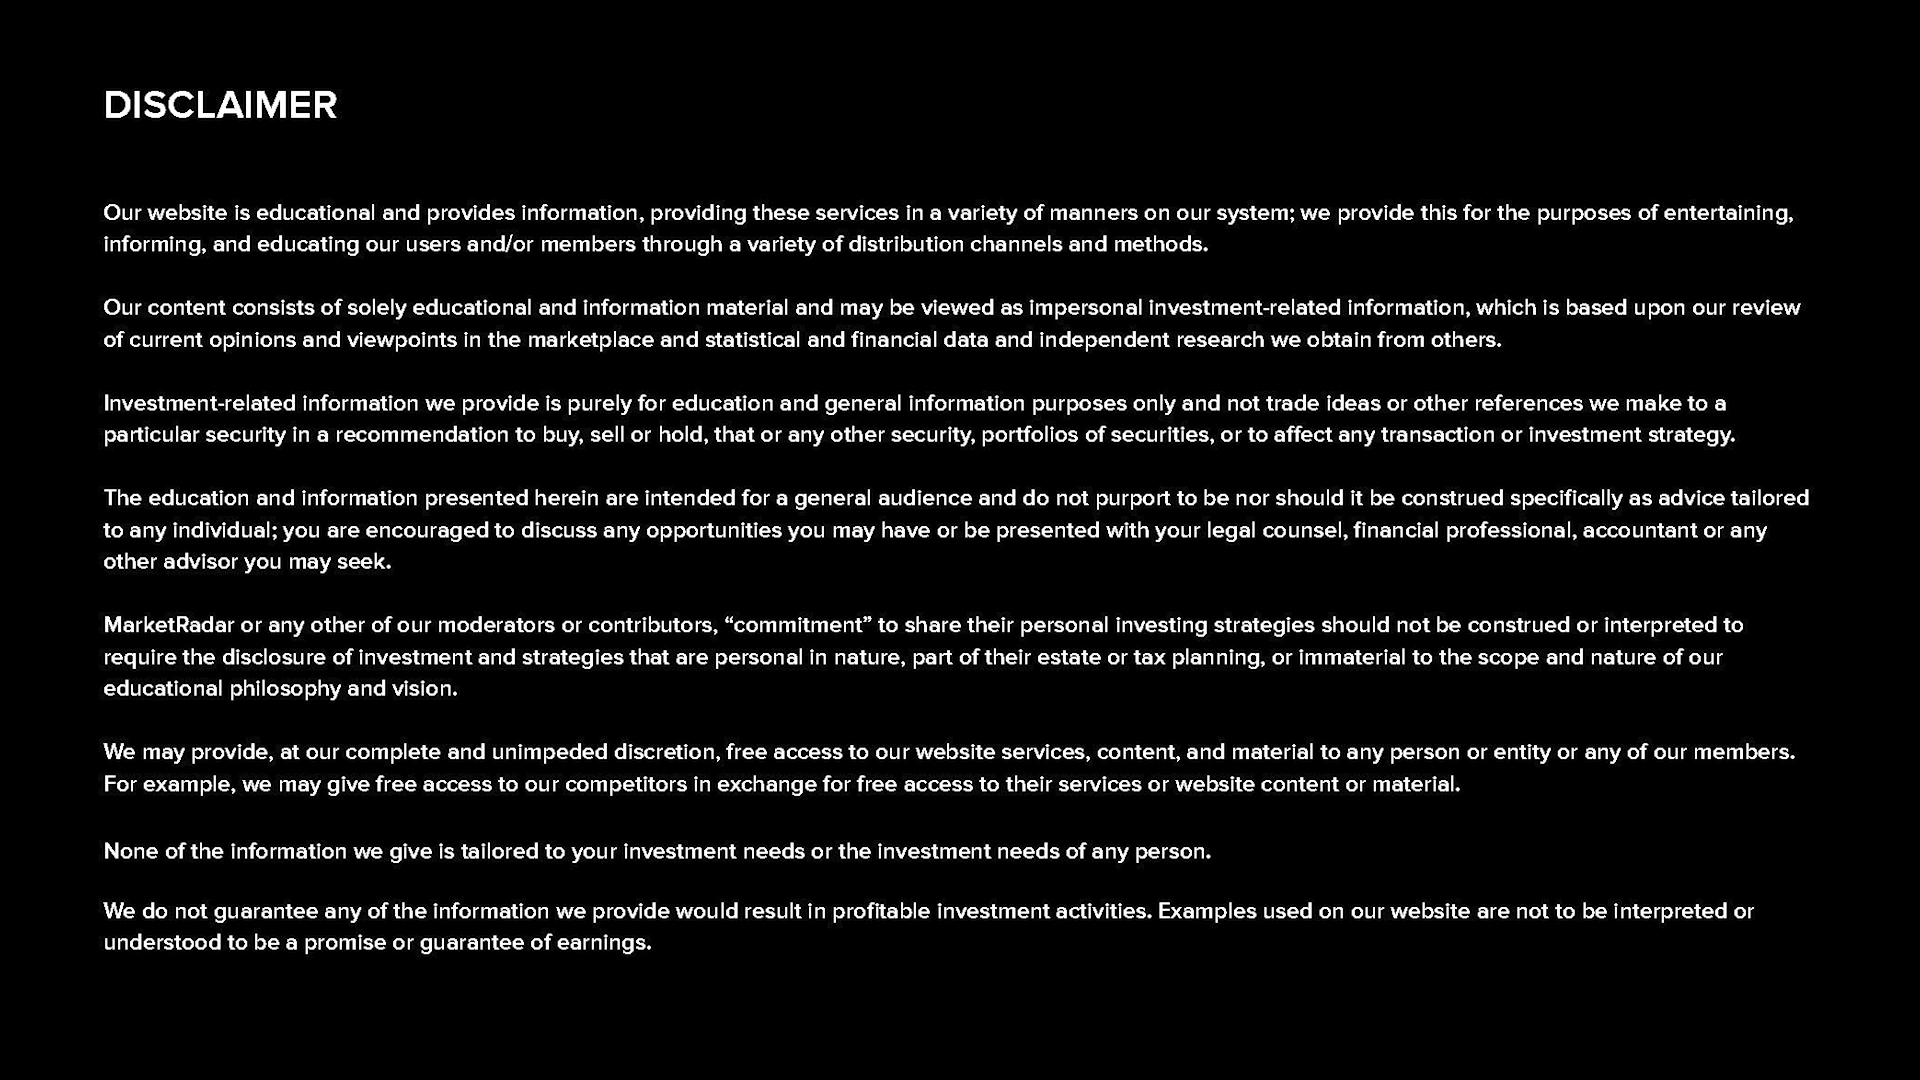 DISCLAIMER
Our website is educational and provides information, providing these services in a variety of manners on our system; we provide this for the purposes of entertaining,
informing, and educating our users and/or members through a variety of distribution channels and methods.
Our content consists of solely educational and information material and may be viewed as impersonal investment-related information, which is based upon our review
of current opinions and viewpoints in the marketplace and statistical and financial data and independent research we obtain from others.
Investment-related information we provide is purely for education and general information purposes only and not trade ideas or other references we make to a
particular security in a recommendation to buy, sell or hold, that or any other security, portfolios of securities, or to affect any transaction or investment strategy.
The education and information presented herein are intended for a general audience and do not purport to be nor should it be construed specifically as advice tailored
to any individual; you are encouraged to discuss any opportunities you may have or be presented with your legal counsel, financial professional, accountant or any
other advisor you may seek.
MarketRadar or any other of our moderators or contributors, “commitment” to share their personal investing strategies should not be construed or interpreted to
require the disclosure of investment and strategies that are personal in nature, part of their estate or tax planning, or immaterial to the scope and nature of our
educational philosophy and vision.
We may provide, at our complete and unimpeded discretion, free access to our website services, content, and material to any person or entity or any of our members.
For example, we may give free access to our competitors in exchange for free access to their services or website content or material.
None of the information we give is tailored to your investment needs or the investment needs of any person.
We do not guarantee any of the information we provide would result in profitable investment activities. Examples used on our website are not to be interpreted or
understood to be a promise or guarantee of earnings.